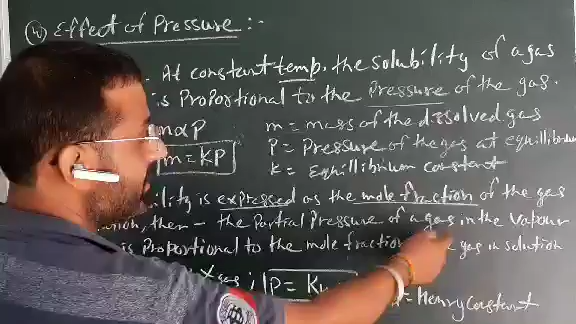 (4) Effect of Pressure :-
At constant temp. the solubility of a gas
is Proportional to the Pressure of the gas.
m∝P m = mass of the dissolved gas
m = KP P = Pressure of the gas at equilibrium
K = Equilibrium constant
is expressed as the mole fraction of the gas
then - the Partial Pressure of a gas in the Vapour
is Proportional to the mole fraction gas in solution
gas ; P = K
= Henry Constant